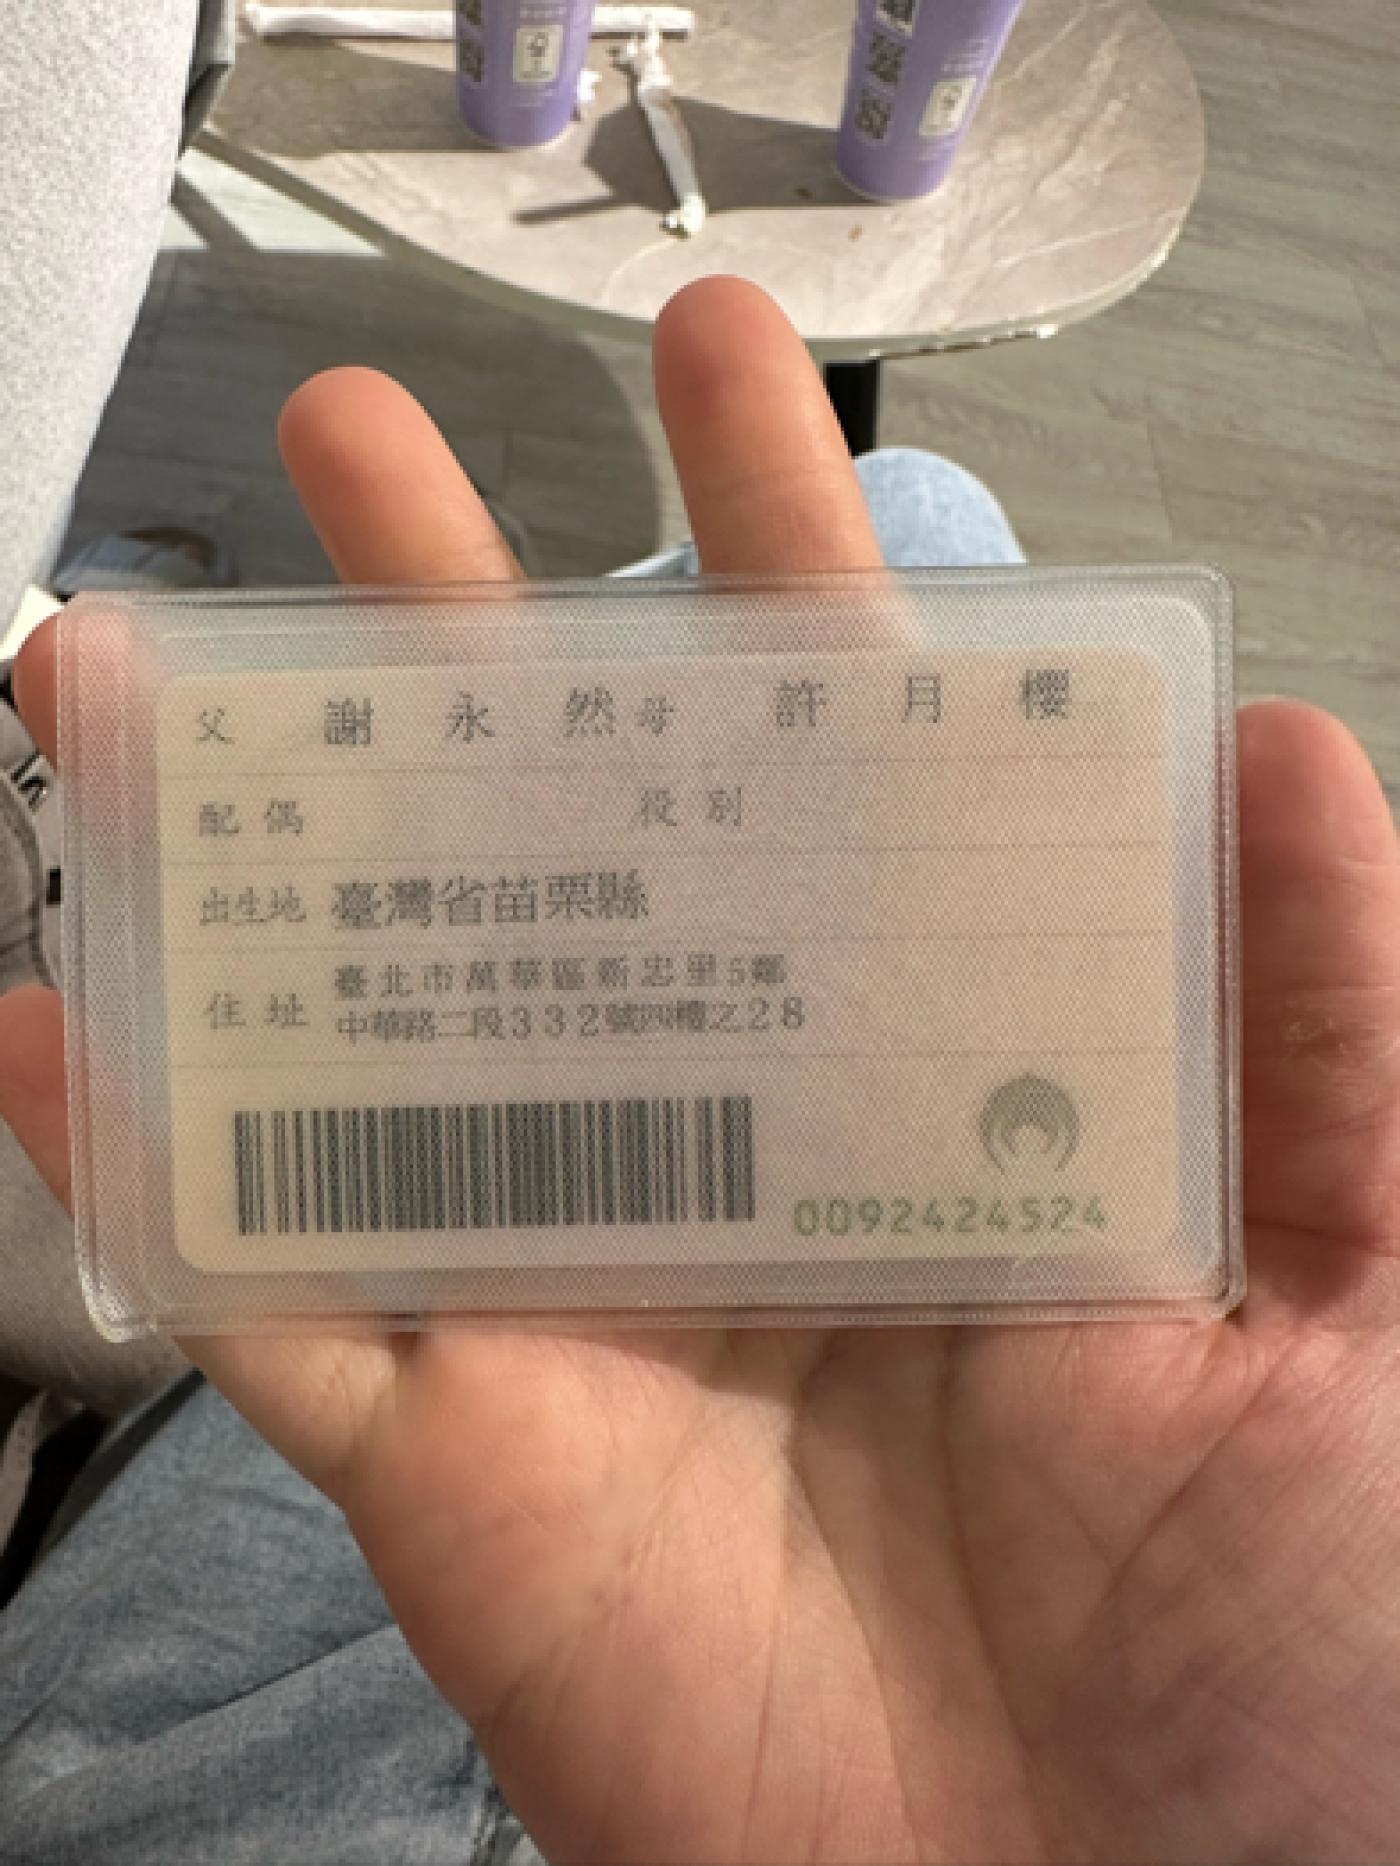 父 謝永然 母 許月櫻
配偶 役別
出生地 臺灣省苗栗縣
住址 臺北市萬華區新忠里5鄰
中華路二段332號四樓之28
0092424524